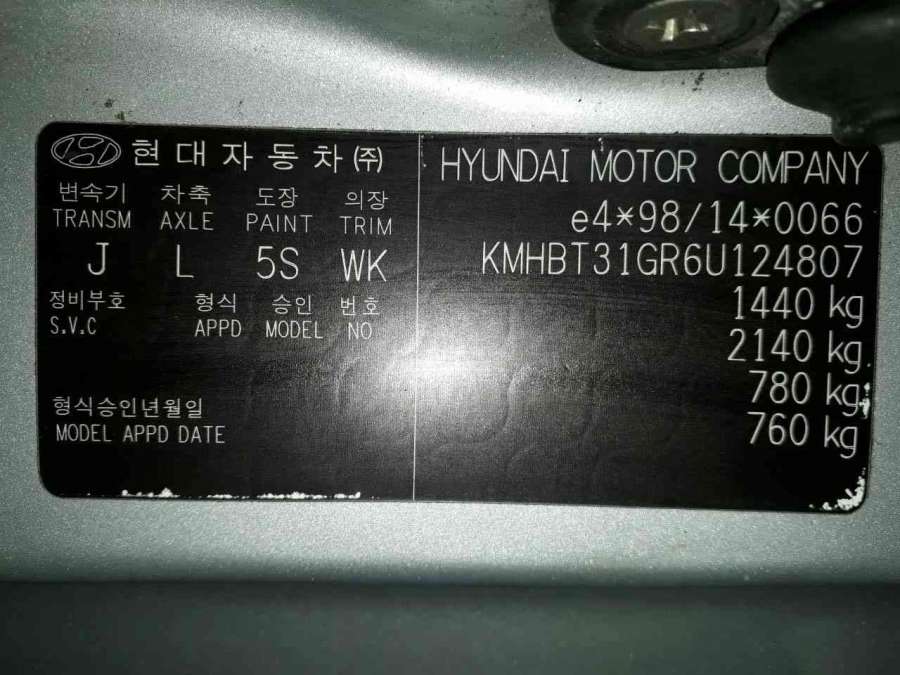 현대자동차(주)
변속기 차축 도장 의장
TRANSM AXLE PAINT TRIM
J L 5S WK
정비부호 형식 승인 번호
S.V.C APPD MODEL NO
형식승인년월일
MODEL APPD DATE
HYUNDAI MOTOR COMPANY
e4*98/14*0066
KMHBT31GR6U124807
1440 kg
2140 kg
780 kg
760 kg